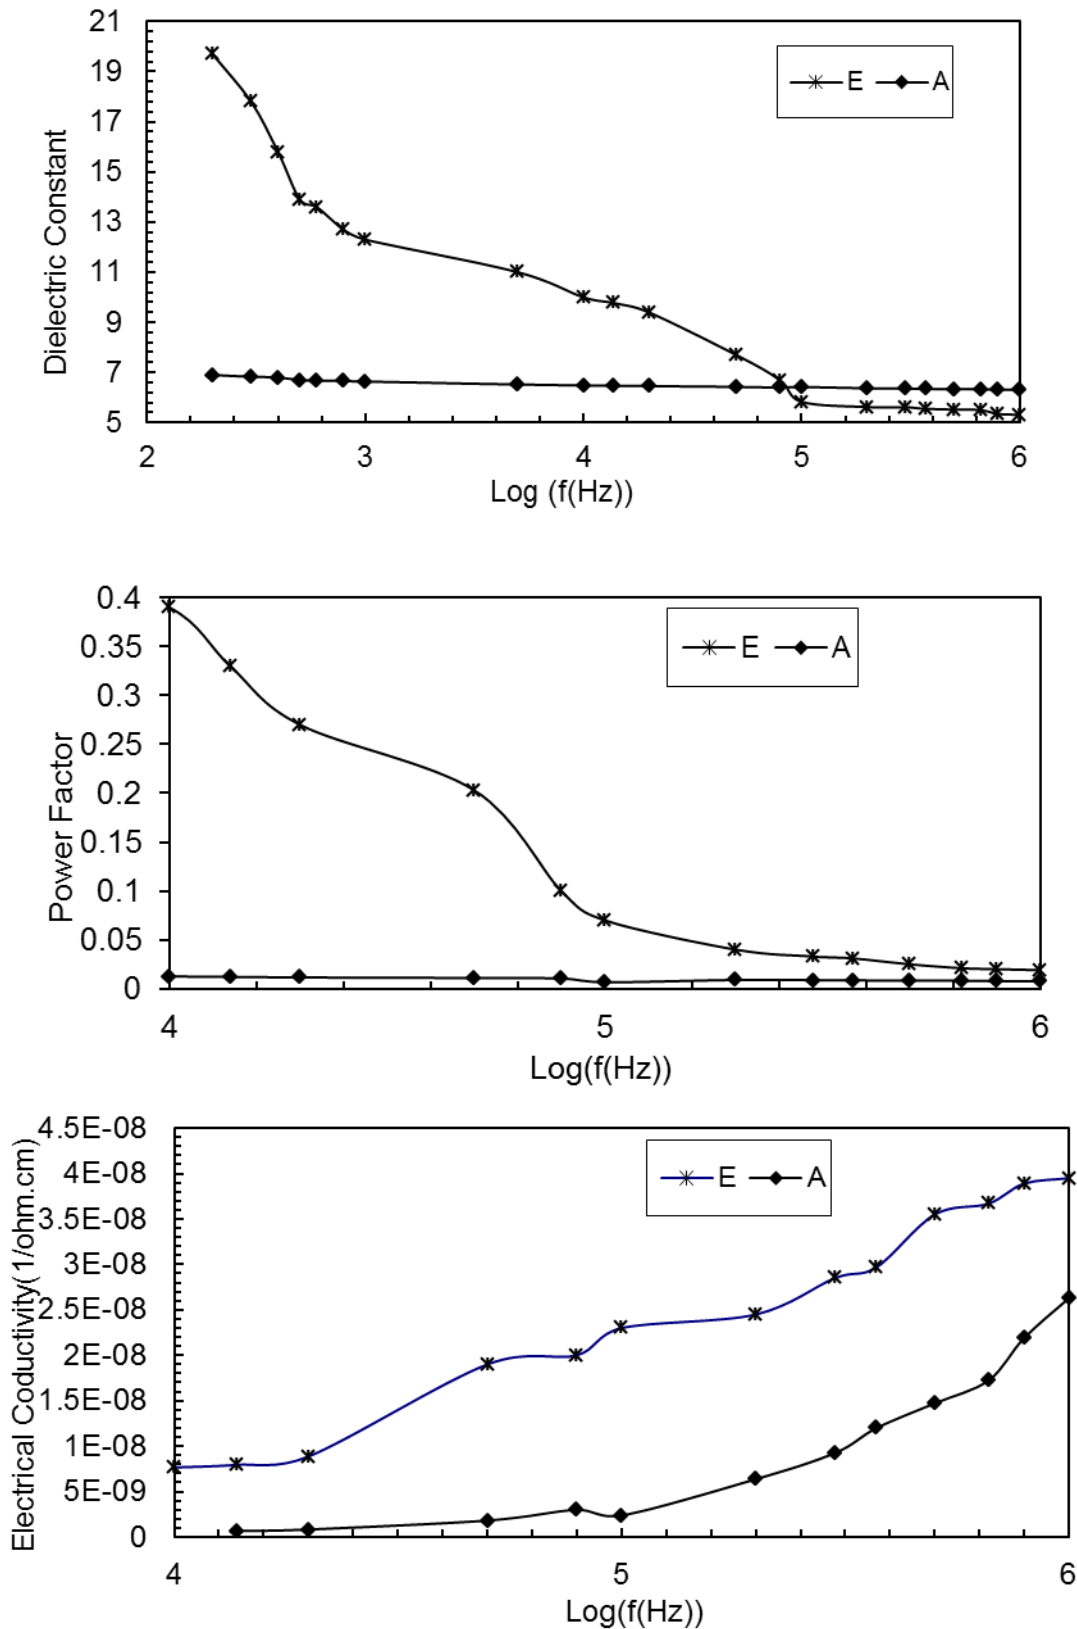 21
19
17
15
13
11
9
7
5
Dielectric Constant
E A
2 3 4 5 6
Log (f(Hz))
0.4
0.35
0.3
0.25
0.2
0.15
0.1
0.05
0
Power Factor
E A
4 5 6
Log(f(Hz))
4.5E-08
4E-08
3.5E-08
3E-08
2.5E-08
2E-08
1.5E-08
1E-08
5E-09
0
Electrical Coductivity(1/ohm.cm)
E A
4 5 6
Log(f(Hz))